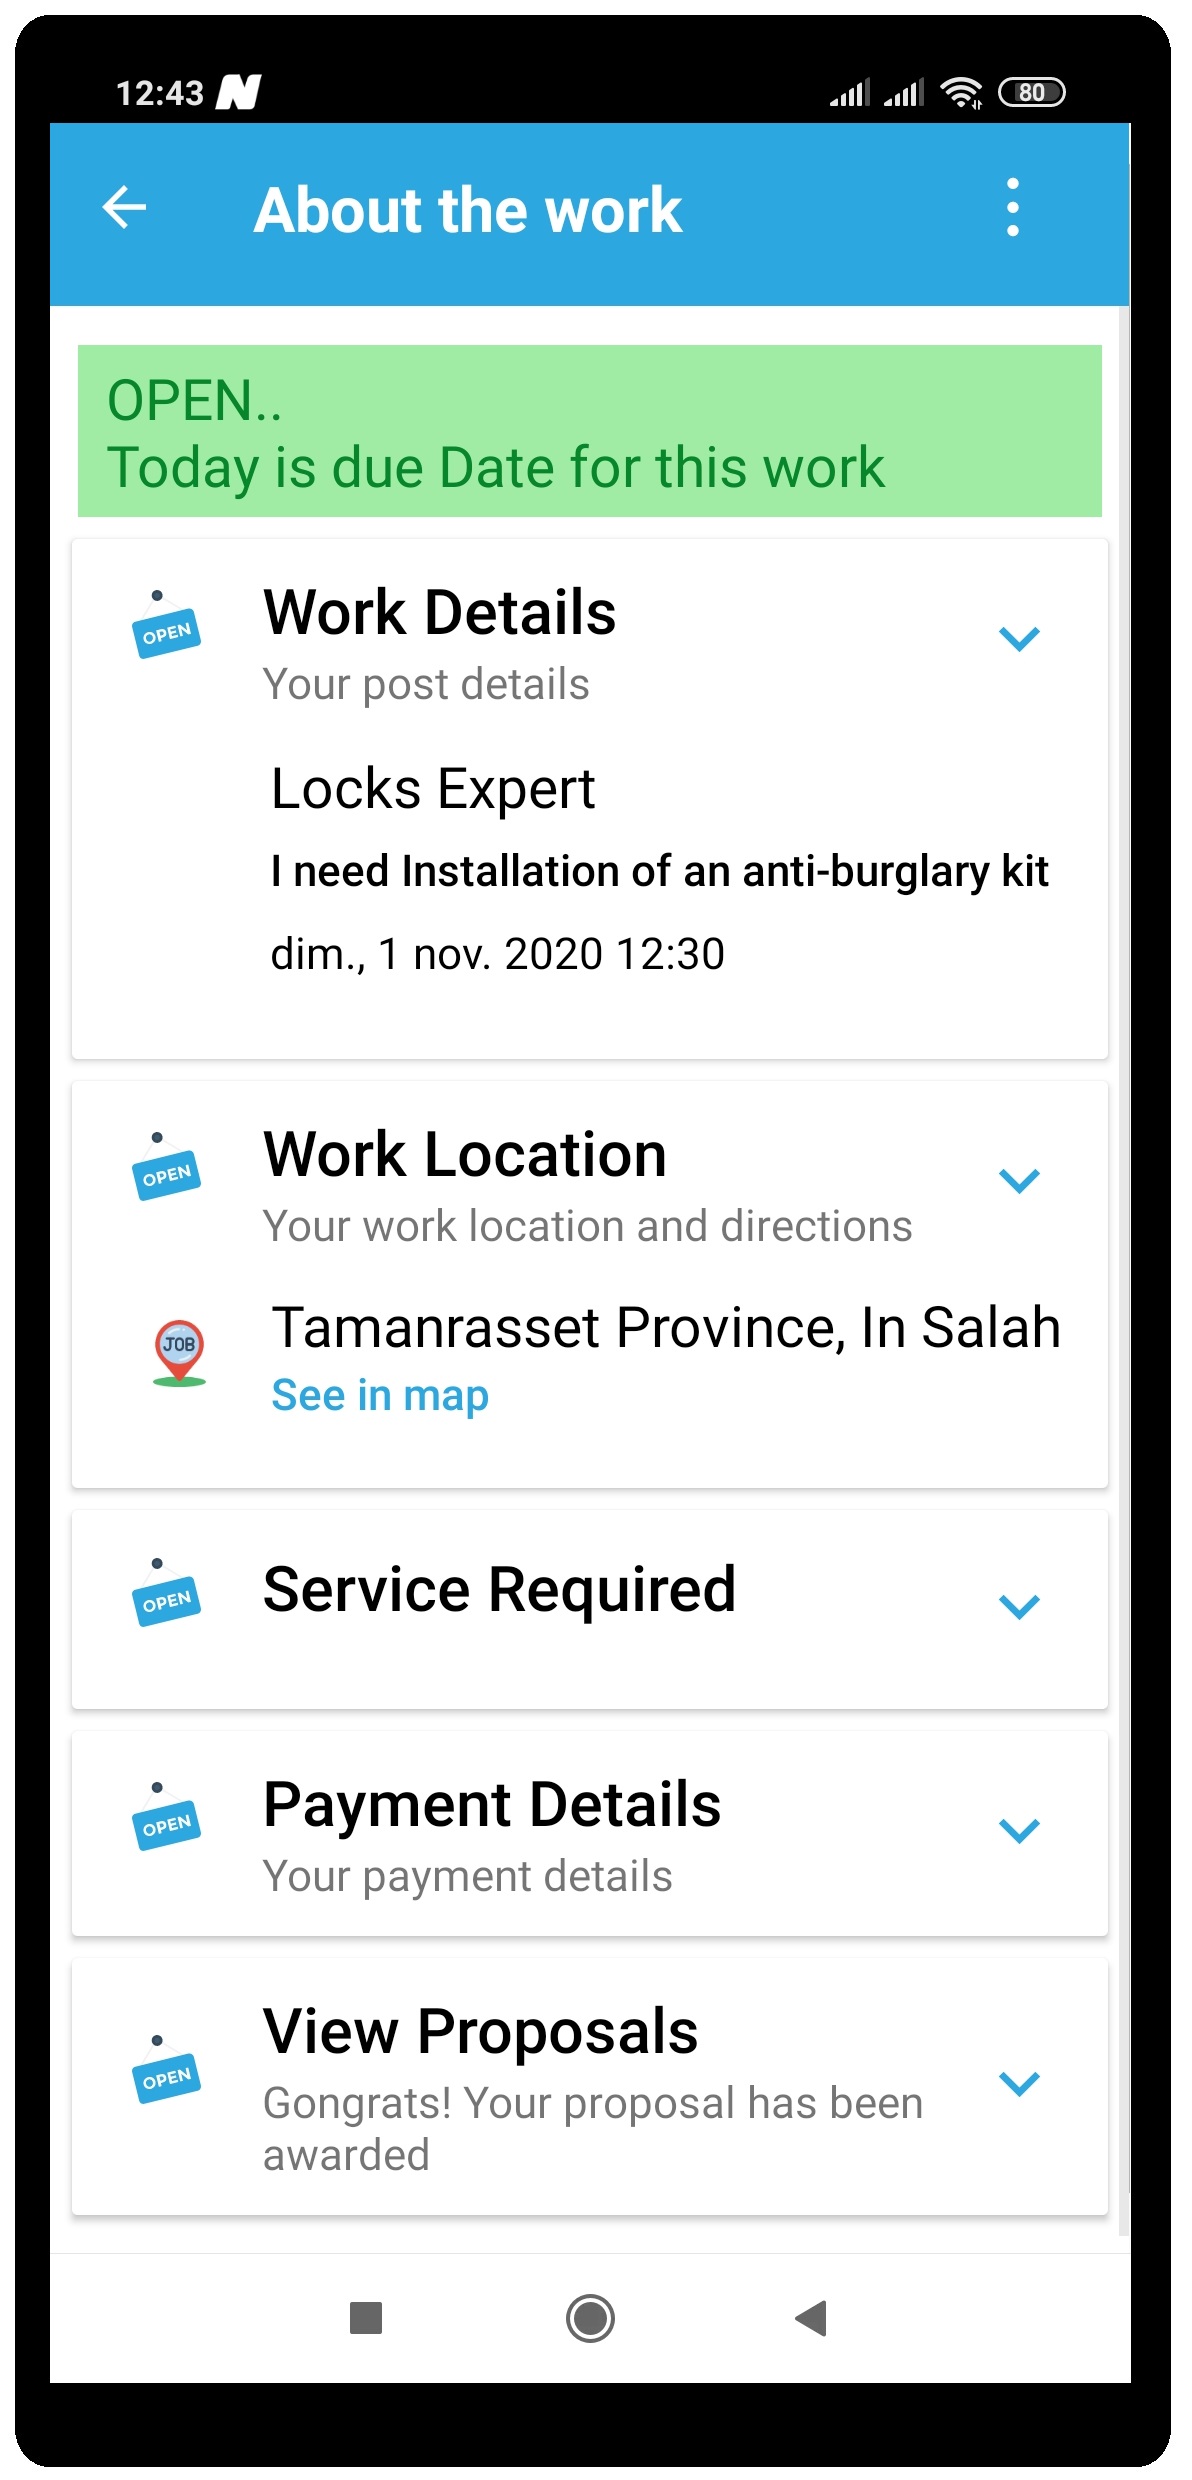 12:43 N 80
About the work
OPEN..
Today is due Date for this work
OPEN
Work Details
Your post details
Locks Expert
I need Installation of an anti-burglary kit
dim., 1 nov. 2020 12:30
OPEN
Work Location
Your work location and directions
JOB
Tamanrasset Province, In Salah
See in map
OPEN
Service Required
OPEN
Payment Details
Your payment details
OPEN
View Proposals
Gongrats! Your proposal has been
awarded